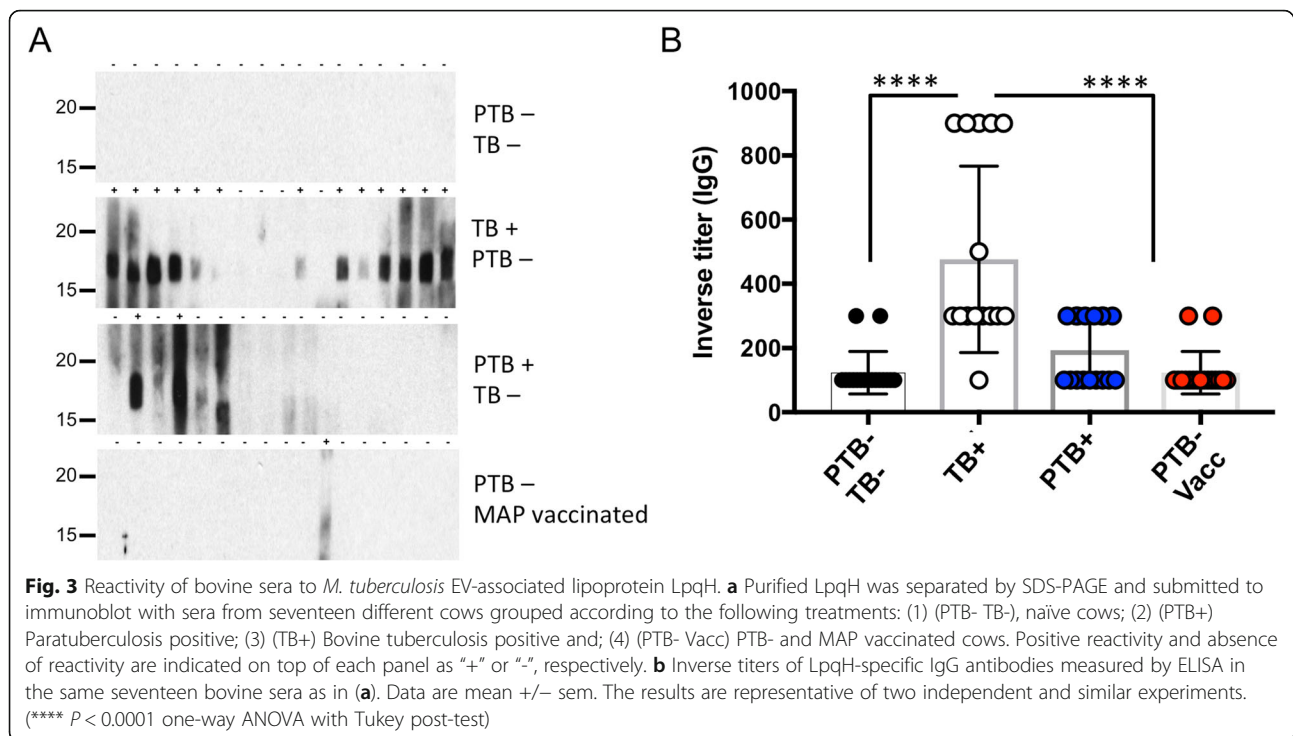 A
- - - - - - - - - - - - - - - - -
20
15
PTB –
TB –
+ + + + + + - - - + - + + + + + +
20
15
TB +
PTB –
- + - + - - - - - - - - - - - - -
20
15
PTB +
TB –
- - - - - - - - - - + - - - - - -
20
15
PTB –
MAP vaccinated
B
**** ****
Inverse titer (IgG)
1000
800
600
400
200
0
PTB-
TB-
TB+
PTB+
PTB-
Vacc
Fig. 3 Reactivity of bovine sera to M. tuberculosis EV-associated lipoprotein LpqH. a Purified LpqH was separated by SDS-PAGE and submitted to
immunoblot with sera from seventeen different cows grouped according to the following treatments: (1) (PTB- TB-), naïve cows; (2) (PTB+)
Paratuberculosis positive; (3) (TB+) Bovine tuberculosis positive and; (4) (PTB- Vacc) PTB- and MAP vaccinated cows. Positive reactivity and absence
of reactivity are indicated on top of each panel as “+” or “-”, respectively. b Inverse titers of LpqH-specific IgG antibodies measured by ELISA in
the same seventeen bovine sera as in (a). Data are mean +/− sem. The results are representative of two independent and similar experiments.
(**** P < 0.0001 one-way ANOVA with Tukey post-test)